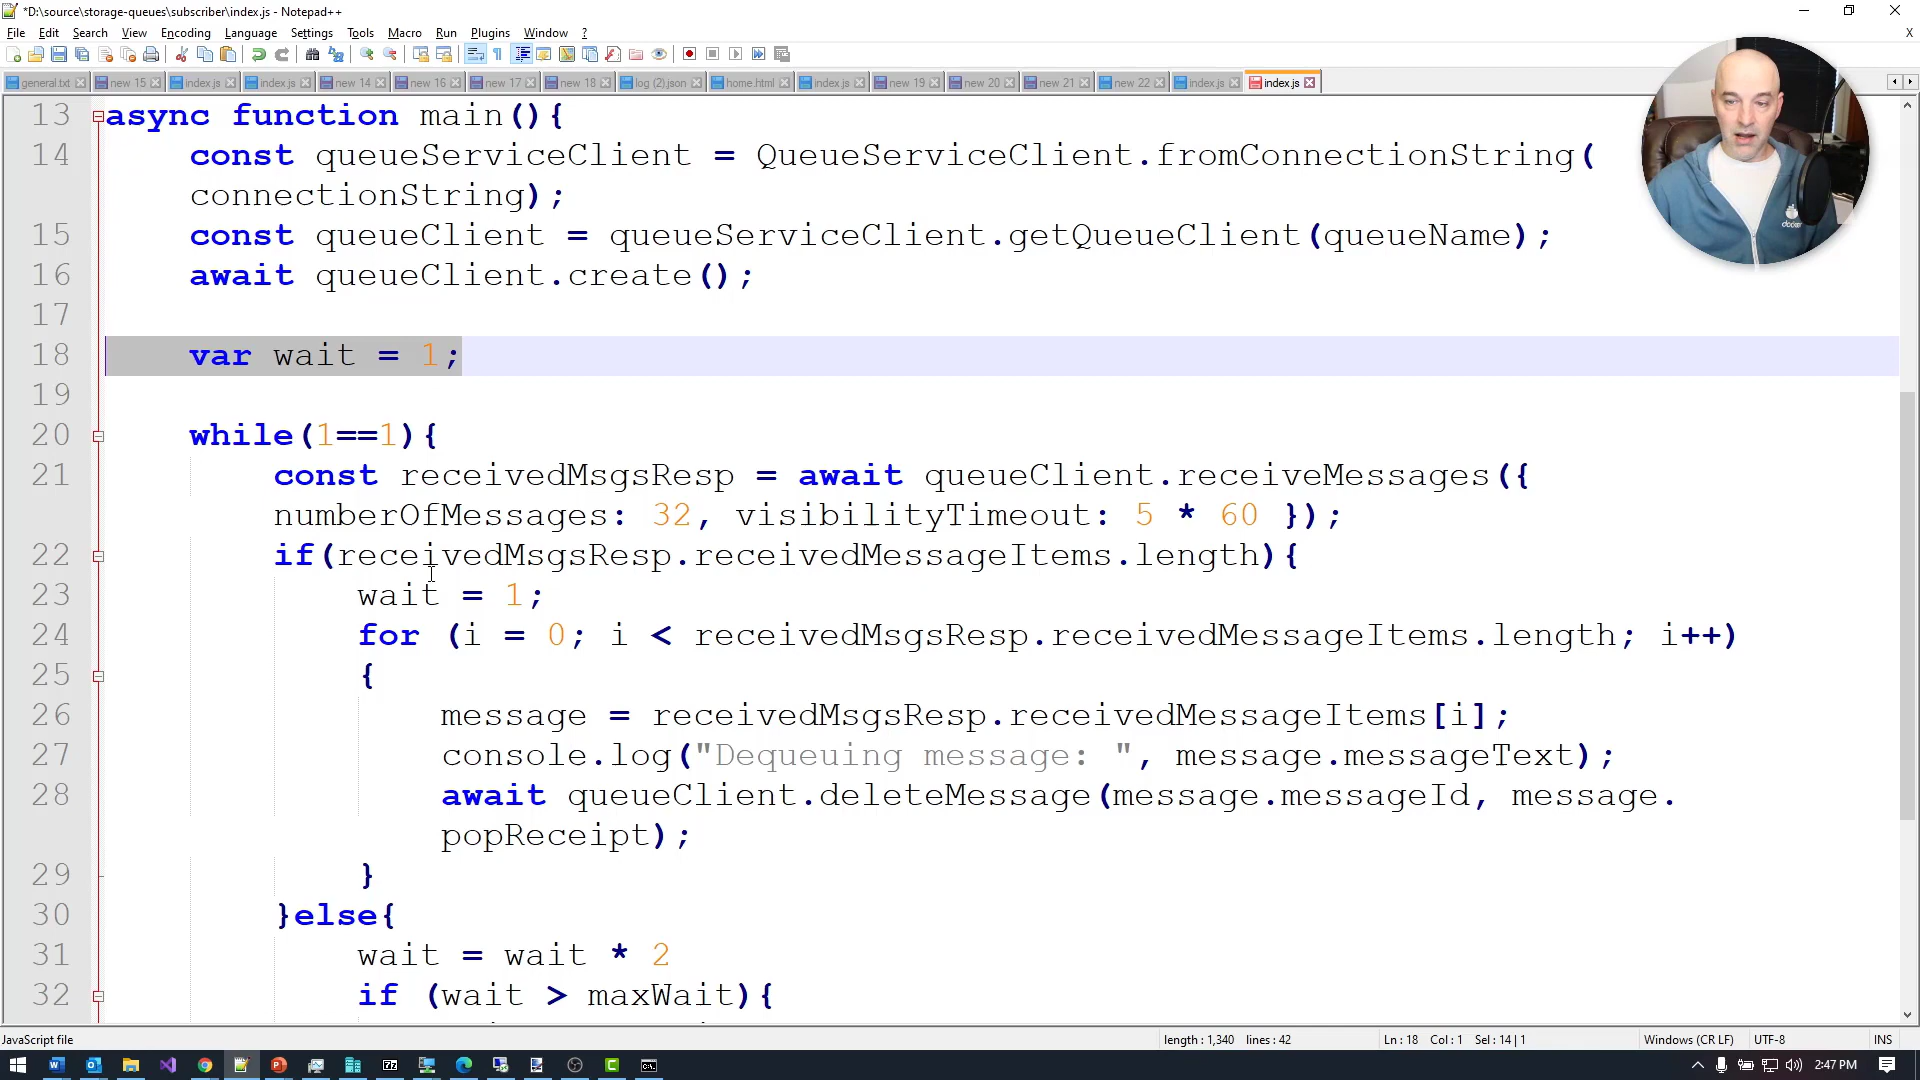 *D:\source\storage-queues\subscriber\index.js - Notepad++
File Edit Search View Encoding Language Settings Tools Macro Run Plugins Window ? X
general.txt new 15 index.js index.js new 14 new 16 new 17 new 18 log (2).json home.html index.js new 19 new 20 new 21 new 22 index.js index.js
13 async function main(){
14 const queueServiceClient = QueueServiceClient.fromConnectionString(
connectionString);
15 const queueClient = queueServiceClient.getQueueClient(queueName);
16 await queueClient.create();
17
18 var wait = 1;
19
20 while(1==1){
21 const receivedMsgsResp = await queueClient.receiveMessages({
numberOfMessages: 32, visibilityTimeout: 5 * 60 });
22 if(receivedMsgsResp.receivedMessageItems.length){
23 wait = 1;
24 for (i = 0; i < receivedMsgsResp.receivedMessageItems.length; i++)
25 {
26 message = receivedMsgsResp.receivedMessageItems[i];
27 console.log("Dequeuing message: ", message.messageText);
28 await queueClient.deleteMessage(message.messageId, message.
popReceipt);
29 }
30 }else{
31 wait = wait * 2
32 if (wait > maxWait){
JavaScript file length : 1,340 lines : 42 Ln : 18 Col : 1 Sel : 14 | 1 Windows (CR LF) UTF-8 INS
2:47 PM